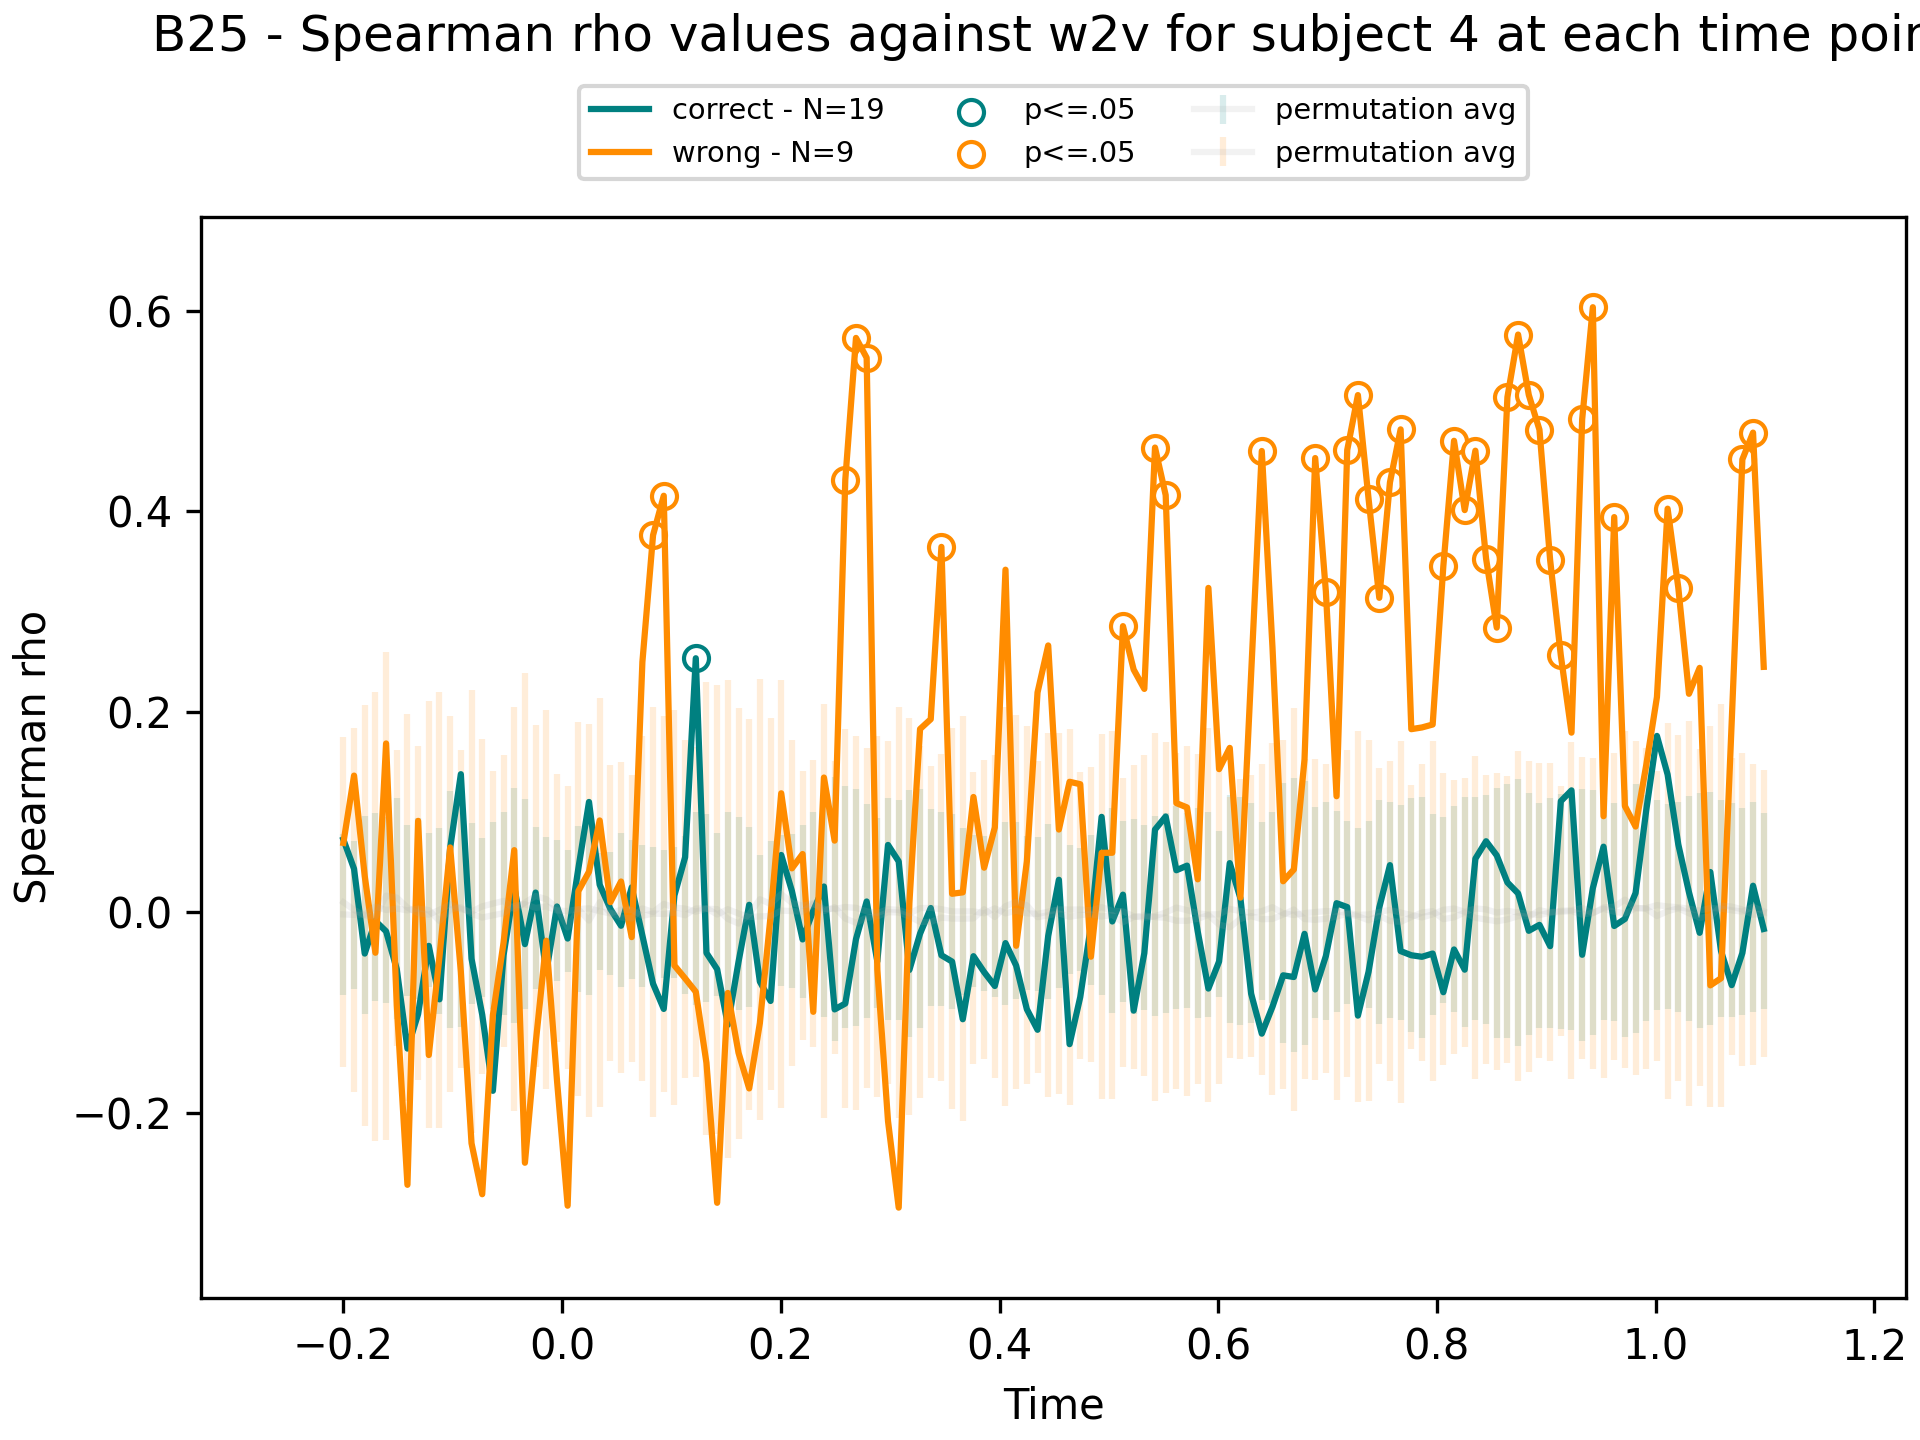 B25 - Spearman rho values against w2v for subject 4 at each time poin
correct - N=19
wrong - N=9
p<=.05
p<=.05
permutation avg
permutation avg
Spearman rho
0.6
0.4
0.2
0.0
−0.2
−0.2 0.0 0.2 0.4 0.6 0.8 1.0 1.2
Time